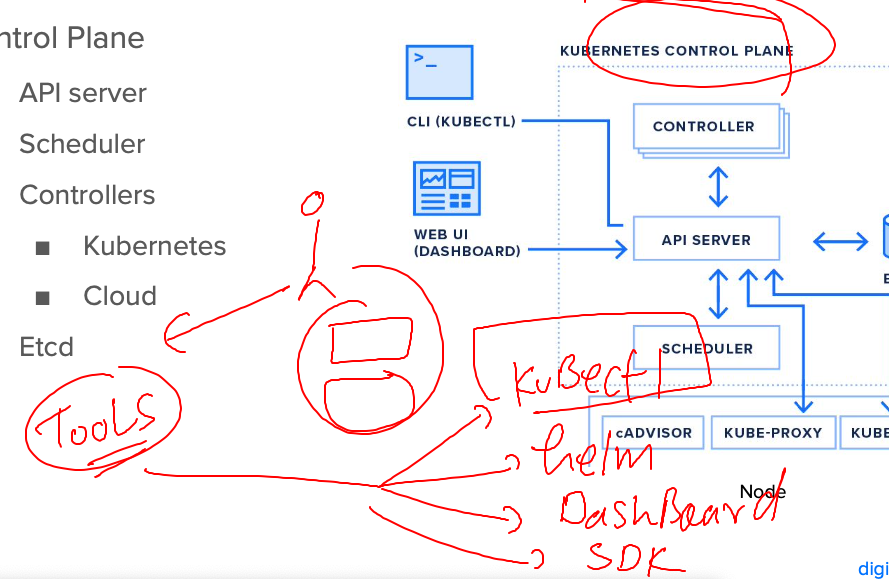 ntrol Plane
API server
Scheduler
Controllers
■ Kubernetes
■ Cloud
Etcd
KUBERNETES CONTROL PLANE
>_
CLI (KUBECTL)
WEB UI
(DASHBOARD)
CONTROLLER
API SERVER
E
SCHEDULER
cADVISOR
KUBE-PROXY
KUBE
Node
TOOLS
KuBectl
helm
DashBoard
SDK
digi